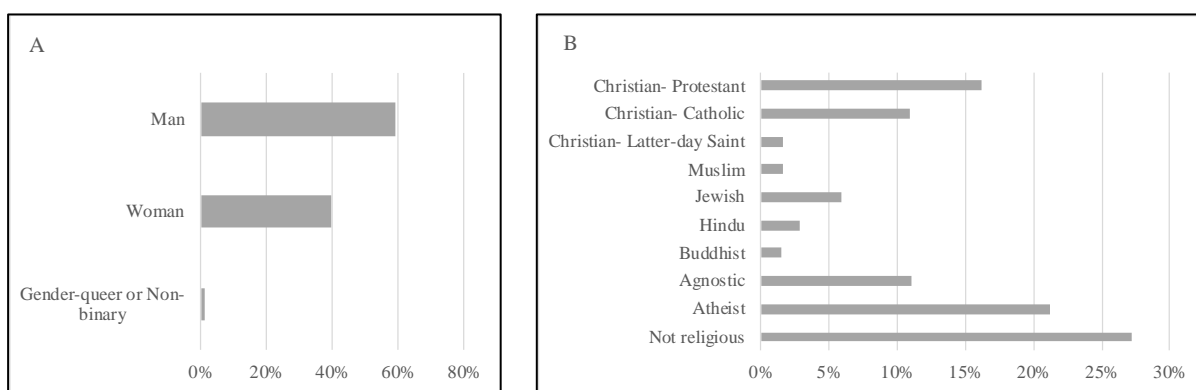 A
Man
Woman
Gender-queer or Non-
binary
0% 20% 40% 60% 80%
B
Christian- Protestant
Christian- Catholic
Christian- Latter-day Saint
Muslim
Jewish
Hindu
Buddhist
Agnostic
Atheist
Not religious
0% 5% 10% 15% 20% 25% 30%